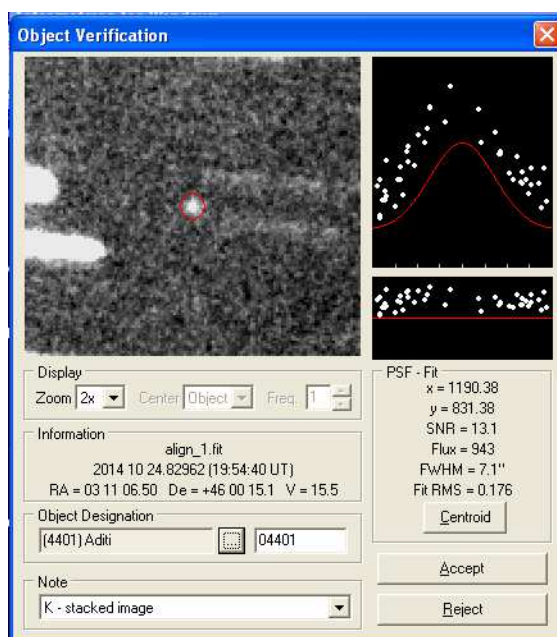 Object Verification
Display
Zoom 2x Center Object Freq. 1
Information
align_1.fit
2014 10 24.82962 (19:54:40 UT)
RA = 03 11 06.50 De = +46 00 15.1 V = 15.5
Object Designation
(4401) Aditi ... 04401
Note
K - stacked image
PSF - Fit
x = 1190.38
y = 831.38
SNR = 13.1
Flux = 943
FWHM = 7.1"
Fit RMS = 0.176
Centroid
Accept
Reject